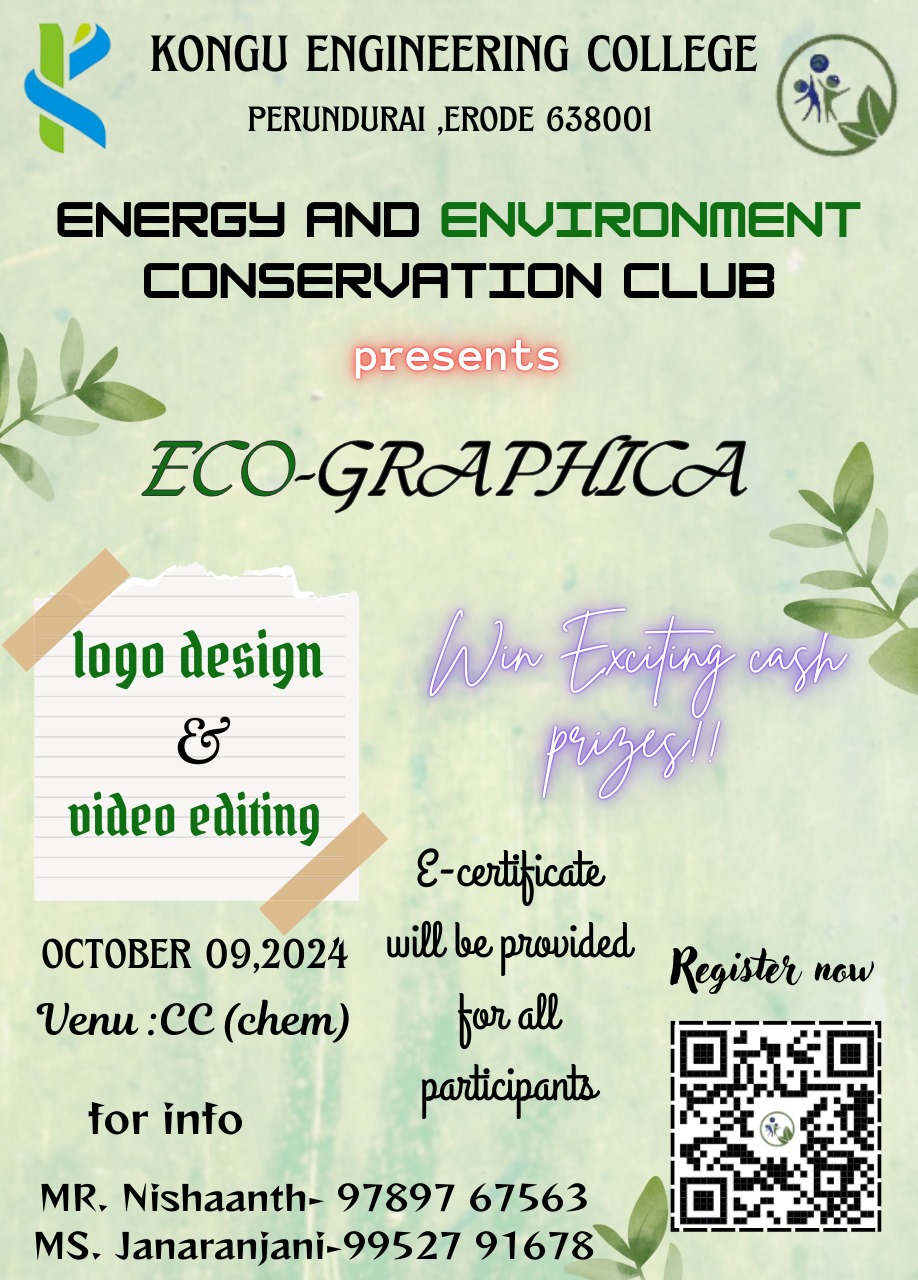 KONGU ENGINEERING COLLEGE
PERUNDURAI ,ERODE 638001
ENERGY AND ENVIRONMENT
CONSERVATION CLUB
presents
ECO-GRAPHICA
logo design
&
video editing
Win Exciting cash
prizes!!
E-certificate
will be provided
for all
participants
OCTOBER 09,2024
Venu :CC (chem)
Register now
for info
MR. Nishaanth- 97897 67563
MS. Janaranjani-99527 91678